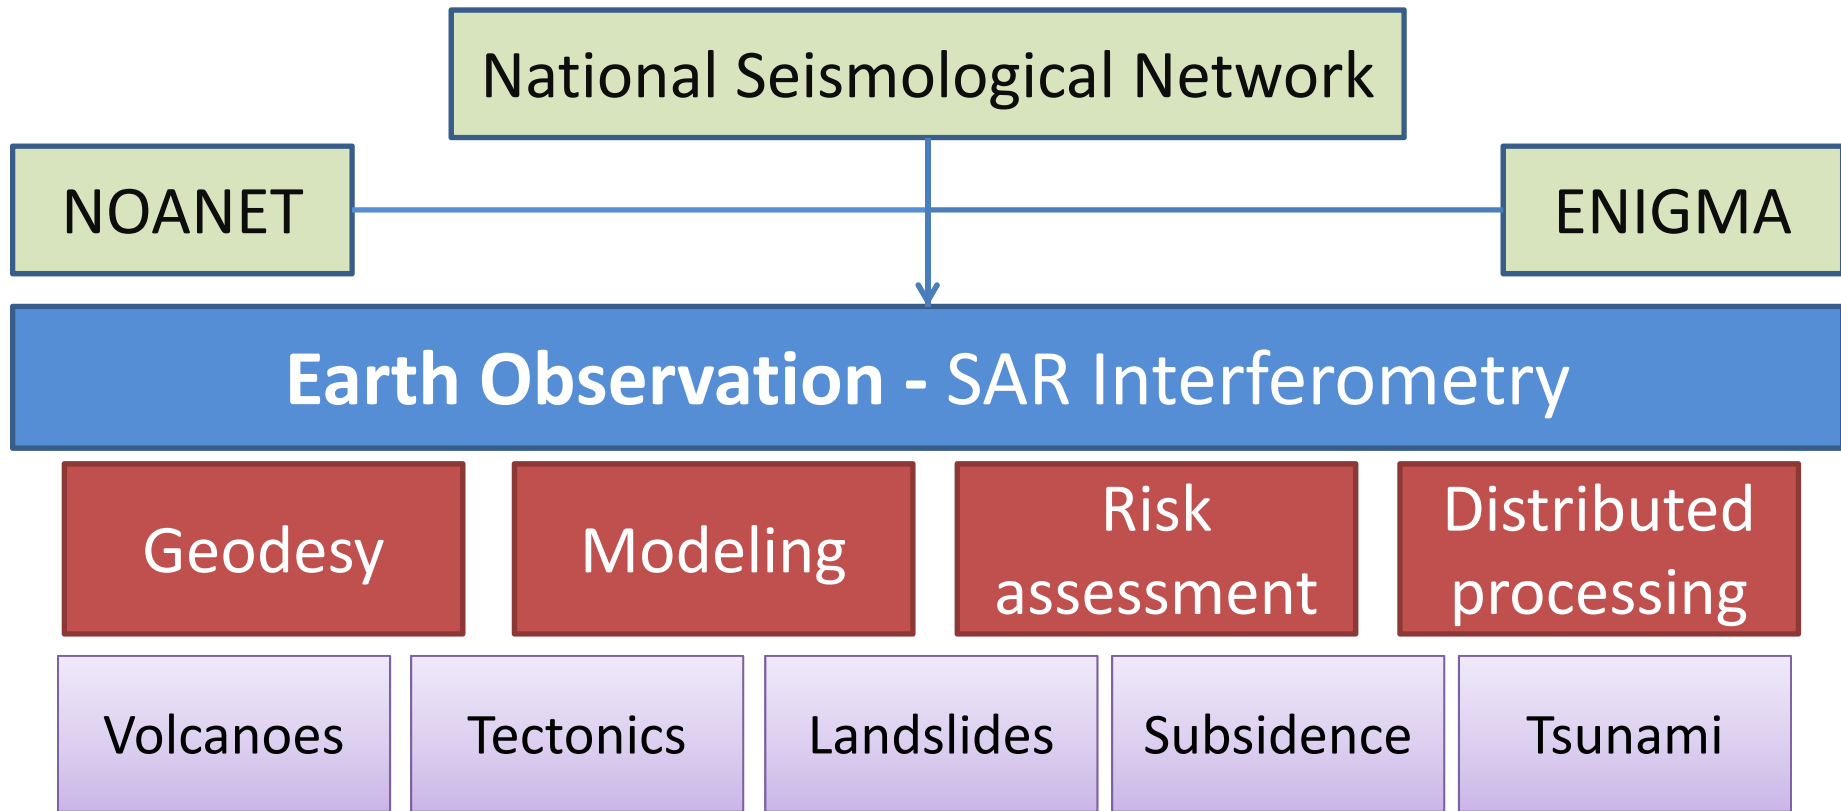 National Seismological Network
NOANET
ENIGMA
Earth Observation - SAR Interferometry
Geodesy
Modeling
Risk
assessment
Distributed
processing
Volcanoes
Tectonics
Landslides
Subsidence
Tsunami